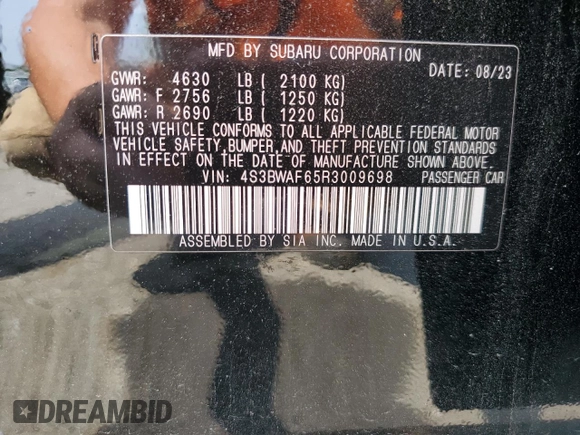 MFD BY SUBARU CORPORATION
DATE: 08/23
GVWR: 4630 LB ( 2100 KG)
GAWR: F 2756 LB ( 1250 KG)
GAWR: R 2690 LB ( 1220 KG)
THIS VEHICLE CONFORMS TO ALL APPLICABLE FEDERAL MOTOR
VEHICLE SAFETY, BUMPER, AND THEFT PREVENTION STANDARDS
IN EFFECT ON THE DATE OF MANUFACTURE SHOWN ABOVE.
VIN: 4S3BWAF65R3009698 PASSENGER CAR
ASSEMBLED BY SIA INC. MADE IN U.S.A.
DREAMBID